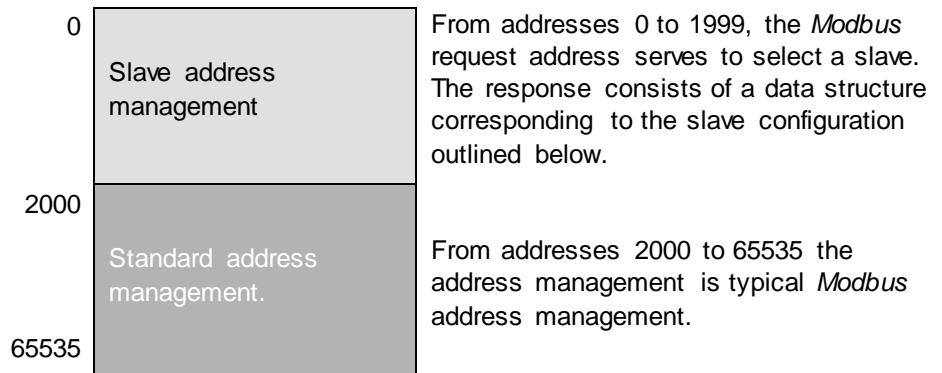 0
Slave address
management
From addresses 0 to 1999, the Modbus
request address serves to select a slave.
The response consists of a data structure
corresponding to the slave configuration
outlined below.
2000
Standard address
management.
From addresses 2000 to 65535 the
address management is typical Modbus
address management.
65535